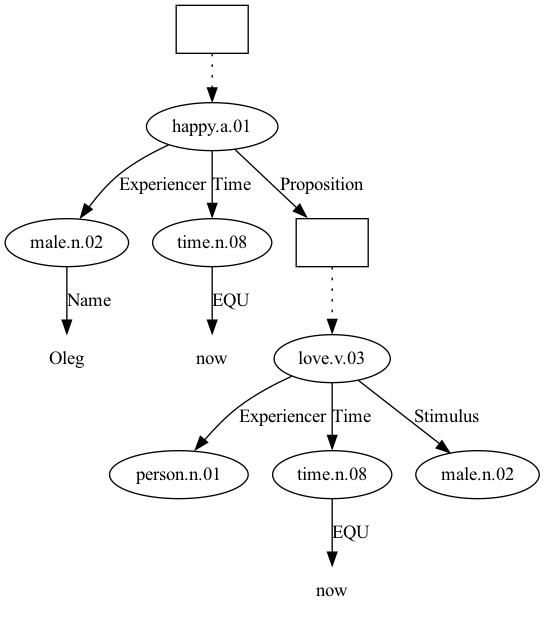 happy.a.01
Experiencer Time Proposition
male.n.02 time.n.08
Name EQU
Oleg now love.v.03
Experiencer Time Stimulus
person.n.01 time.n.08 male.n.02
EQU
now